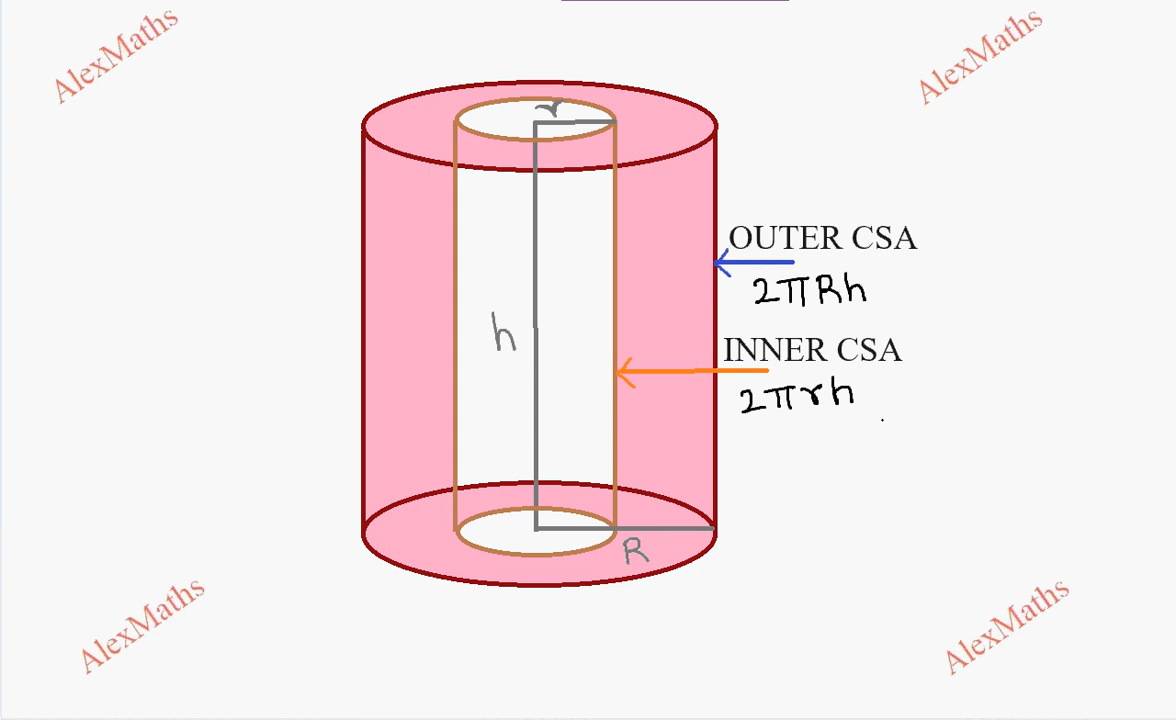 AlexMaths
AlexMaths
r
OUTER CSA
2πRh
h
INNER CSA
2πrh
R
AlexMaths
AlexMaths